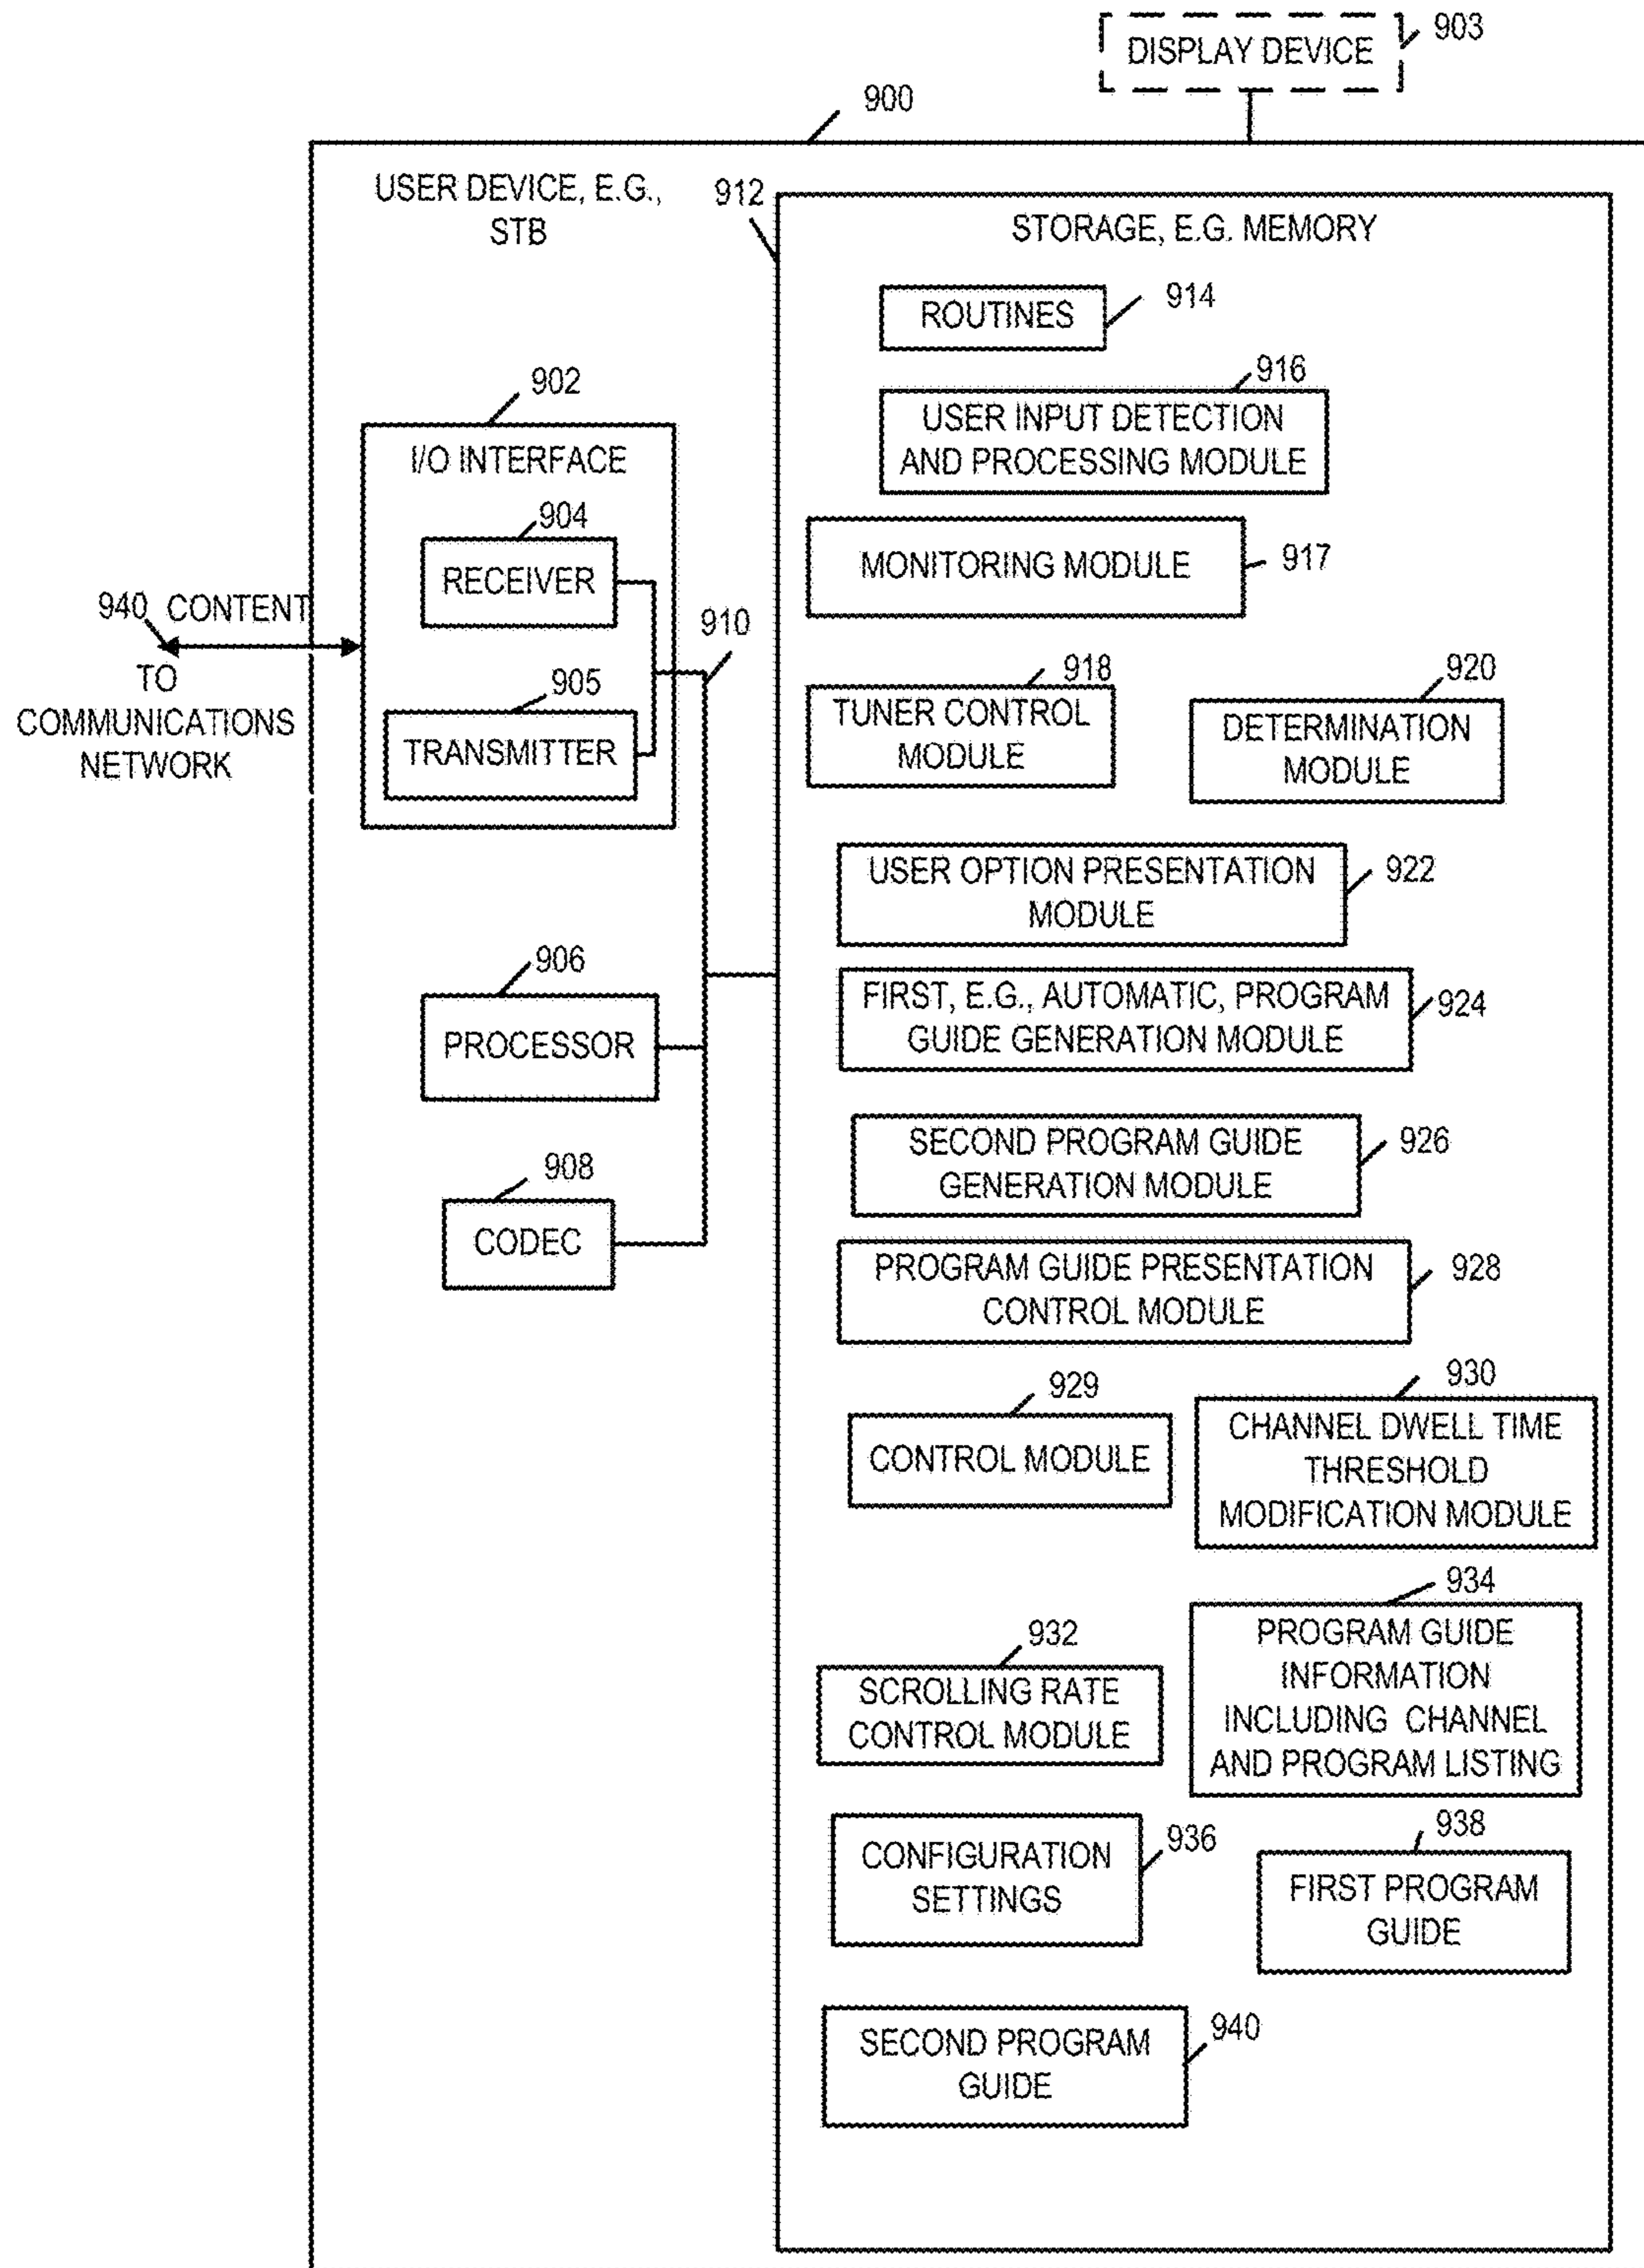 DISPLAY DEVICE
903
900
USER DEVICE, E.G.,
STB
912
STORAGE, E.G. MEMORY
ROUTINES
914
916
USER INPUT DETECTION
AND PROCESSING MODULE
902
I/O INTERFACE
904
RECEIVER
MONITORING MODULE
917
940
CONTENT
TO
COMMUNICATIONS
NETWORK
910
905
TRANSMITTER
918
TUNER CONTROL
MODULE
920
DETERMINATION
MODULE
USER OPTION PRESENTATION
MODULE
922
906
PROCESSOR
FIRST, E.G., AUTOMATIC, PROGRAM
GUIDE GENERATION MODULE
924
SECOND PROGRAM GUIDE
GENERATION MODULE
926
908
CODEC
PROGRAM GUIDE PRESENTATION
CONTROL MODULE
928
929
CONTROL MODULE
930
CHANNEL DWELL TIME
THRESHOLD
MODIFICATION MODULE
932
SCROLLING RATE
CONTROL MODULE
934
PROGRAM GUIDE
INFORMATION
INCLUDING CHANNEL
AND PROGRAM LISTING
CONFIGURATION
SETTINGS
936
938
FIRST PROGRAM
GUIDE
SECOND PROGRAM
GUIDE
940